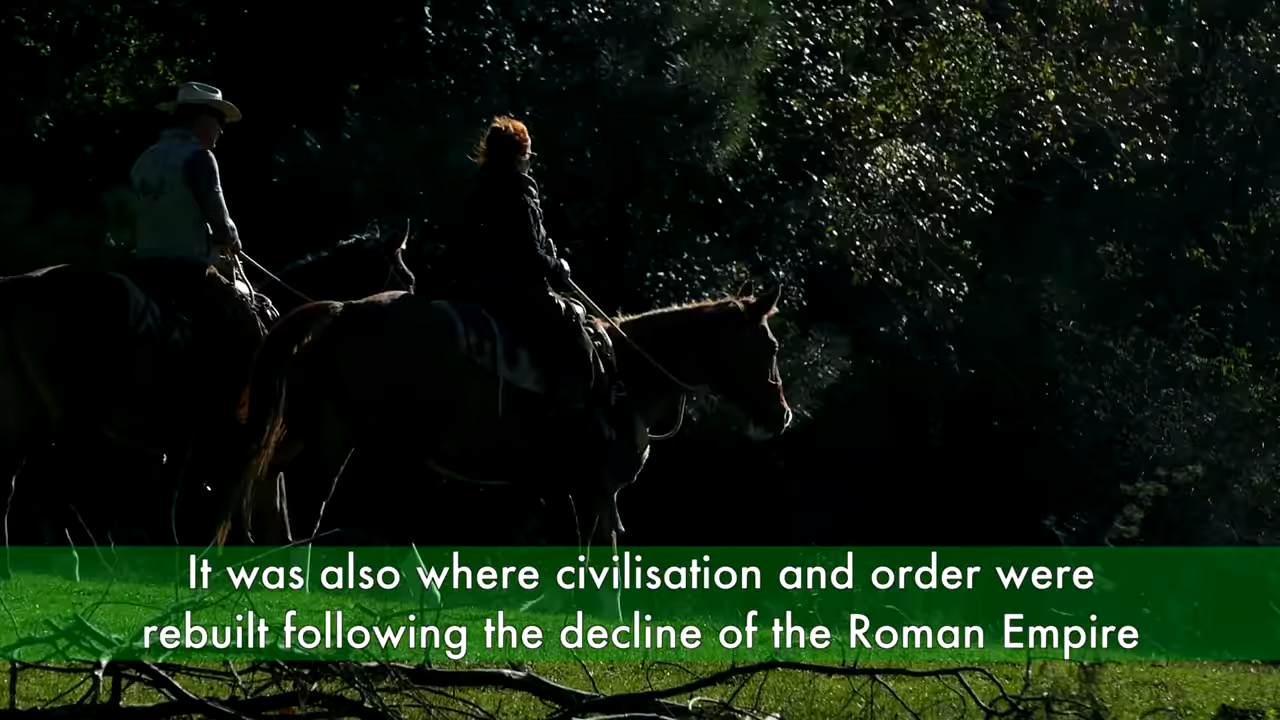 It was also where civilisation and order were
rebuilt following the decline of the Roman Empire